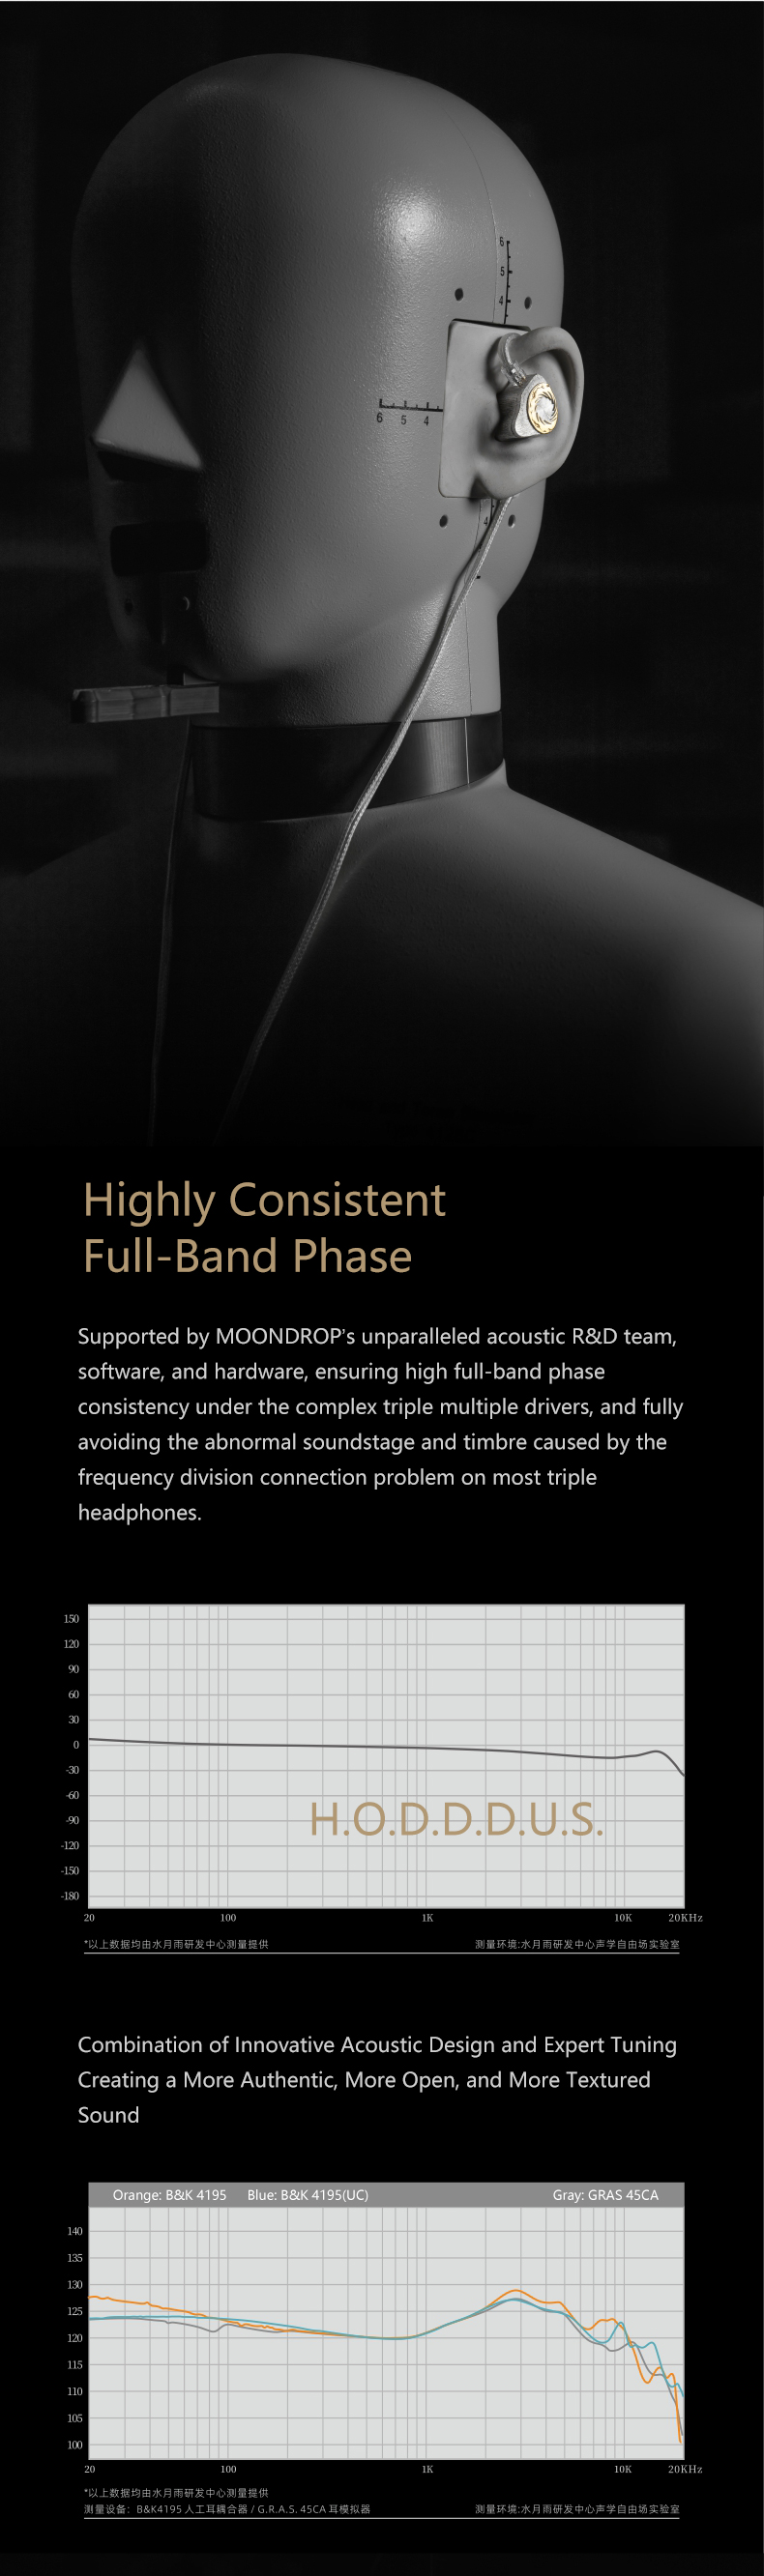 6
5
4
6 5 4
4
Highly Consistent
Full-Band Phase
Supported by MOONDROP's unparalleled acoustic R&D team,
software, and hardware, ensuring high full-band phase
consistency under the complex triple multiple drivers, and fully
avoiding the abnormal soundstage and timbre caused by the
frequency division connection problem on most triple
headphones.
150
120
90
60
30
0
-30
-60
-90
H.O.D.D.D.U.S.
-120
-150
-180
20 100 1K 10K 20KHz
*以上数据均由水月雨研发中心测量提供 测量环境:水月雨研发中心声学自由场实验室
Combination of Innovative Acoustic Design and Expert Tuning
Creating a More Authentic, More Open, and More Textured
Sound
Orange: B&K 4195 Blue: B&K 4195(UC) Gray: GRAS 45CA
140
135
130
125
120
115
110
105
100
20 100 1K 10K 20KHz
*以上数据均由水月雨研发中心测量提供
测量设备：B&K4195 人工耳耦合器 / G.R.A.S. 45CA 耳模拟器 测量环境:水月雨研发中心声学自由场实验室